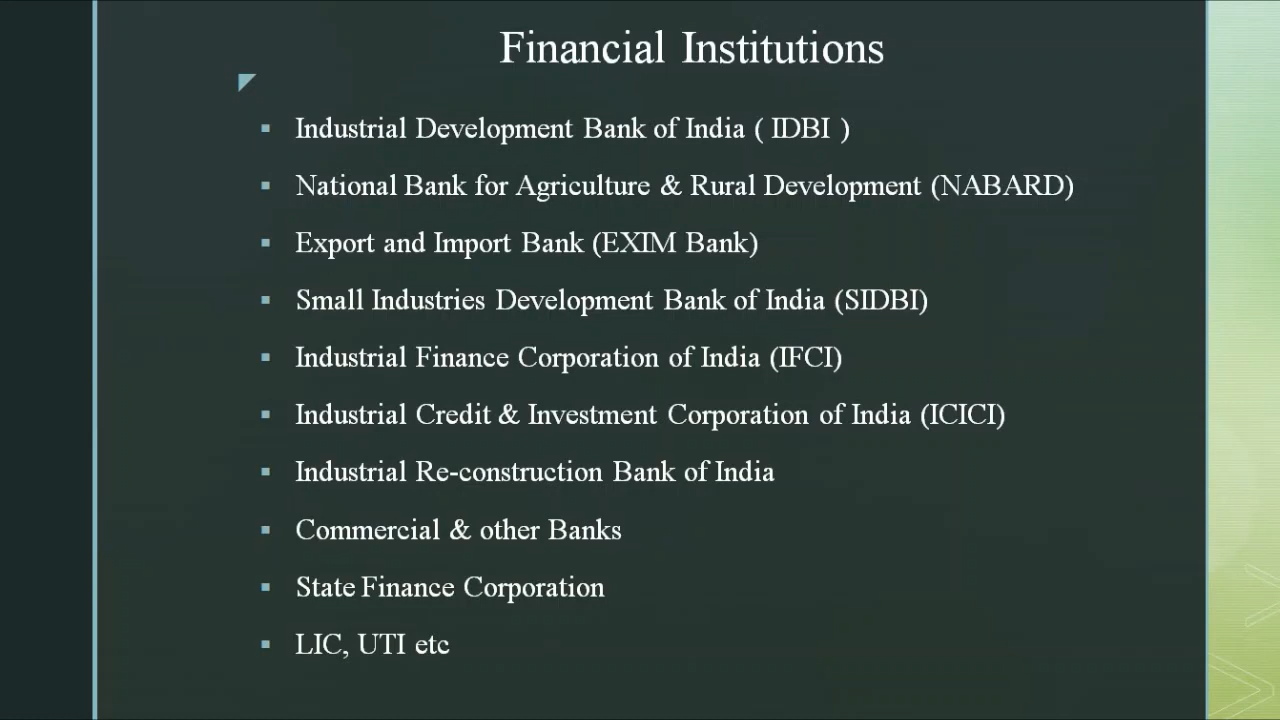 Financial Institutions
Industrial Development Bank of India ( IDBI )
National Bank for Agriculture & Rural Development (NABARD)
Export and Import Bank (EXIM Bank)
Small Industries Development Bank of India (SIDBI)
Industrial Finance Corporation of India (IFCI)
Industrial Credit & Investment Corporation of India (ICICI)
Industrial Re-construction Bank of India
Commercial & other Banks
State Finance Corporation
LIC, UTI etc